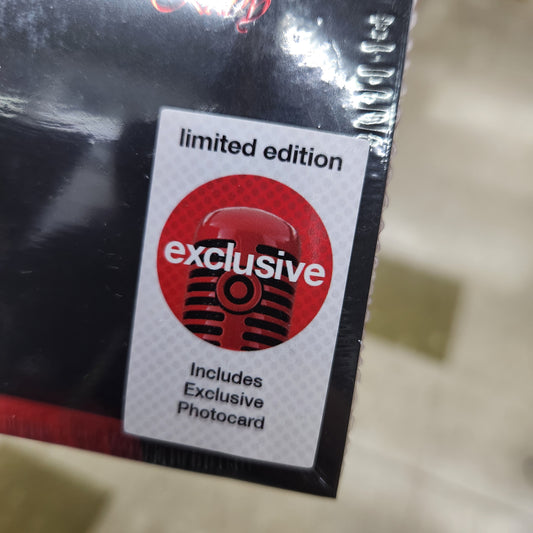 limited edition
exclusive
Includes
Exclusive
Photocard